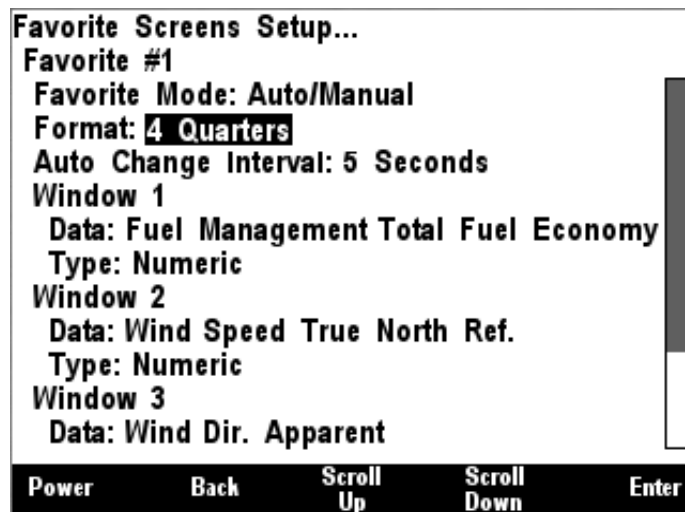 Favorite Screens Setup...
Favorite #1
Favorite Mode: Auto/Manual
Format: 4 Quarters
Auto Change Interval: 5 Seconds
Window 1
Data: Fuel Management Total Fuel Economy
Type: Numeric
Window 2
Data: Wind Speed True North Ref.
Type: Numeric
Window 3
Data: Wind Dir. Apparent
Power Back Scroll Up Scroll Down Enter